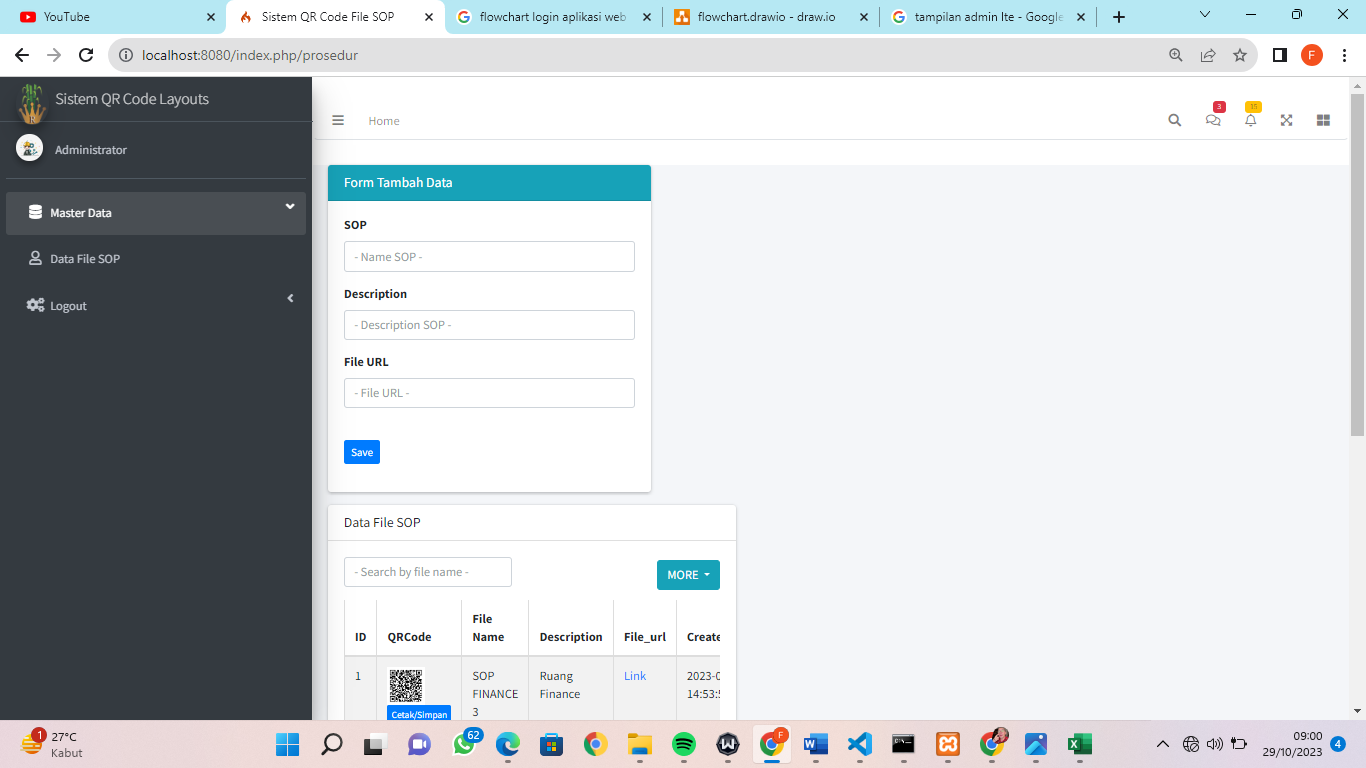 YouTube
Sistem QR Code File SOP
flowchart login aplikasi web
flowchart.drawio - draw.io
tampilan admin lte - Google
localhost:8080/index.php/prosedur
F
Sistem QR Code Layouts
Home
3
15
Administrator
Master Data
Data File SOP
Logout
Form Tambah Data
SOP
- Name SOP -
Description
- Description SOP -
File URL
- File URL -
Save
Data File SOP
- Search by file name -
MORE
ID
QRCode
File Name
Description
File_url
Create
1
Cetak/Simpan
SOP FINANCE 3
Ruang Finance
Link
2023-0
14:53:5
1
27°C
Kabut
62
F
09:00
29/10/2023
4